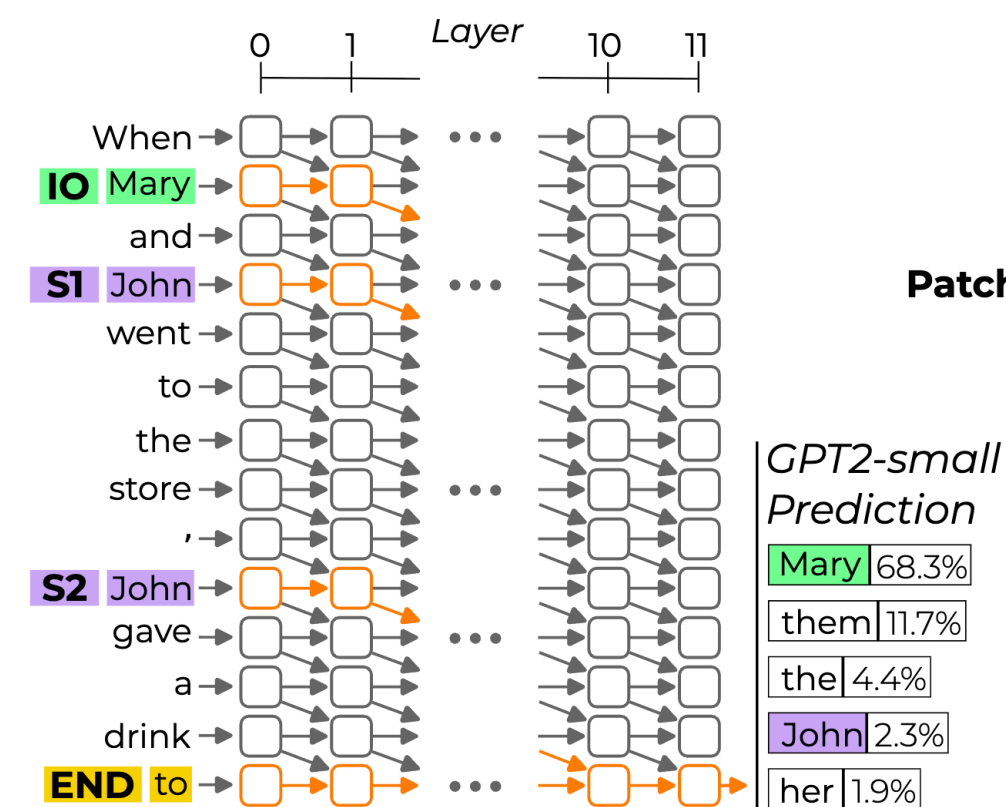 Layer
0 1 10 11
When
IO Mary
and
S1 John
went
to
the
store
,
S2 John
gave
a
drink
END to
Patch
GPT2-small
Prediction
Mary 68.3%
them 11.7%
the 4.4%
John 2.3%
her 1.9%